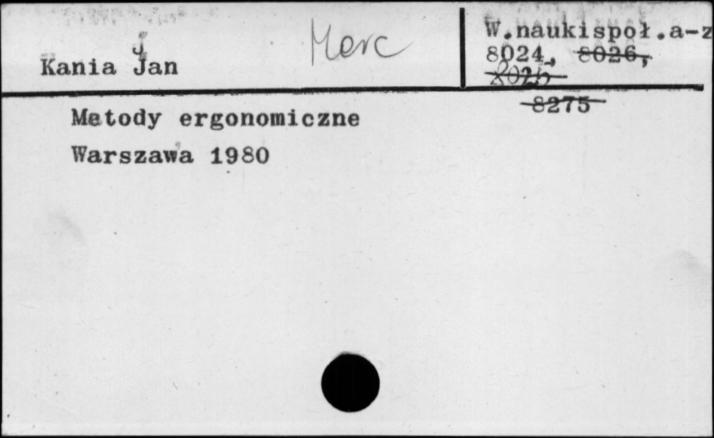 Kania Jan
Merc
W.naukispoł.a-z
8024, 8026,
8025
8275
Metody ergonomiczne
Warszawa 1980